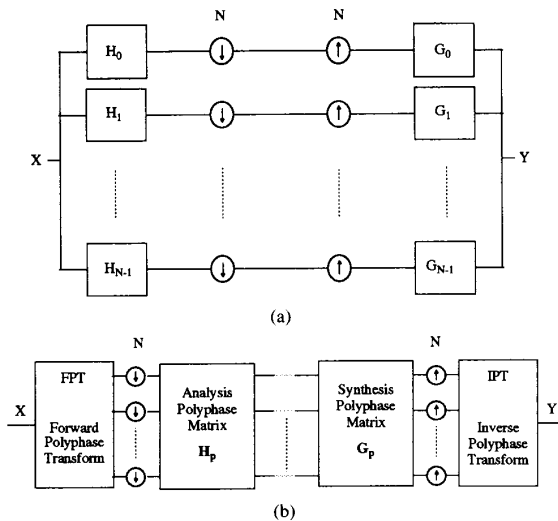 N N
H0 ↓ ↑ G0
H1 ↓ ↑ G1
X Y
HN-1 ↓ ↑ GN-1
(a)
N N
FPT ↓ ↑ IPT
X Y
Forward
Polyphase
Transform
↓
↓
Analysis
Polyphase
Matrix
Hp
Synthesis
Polyphase
Matrix
Gp
↑
↑
Inverse
Polyphase
Transform
(b)